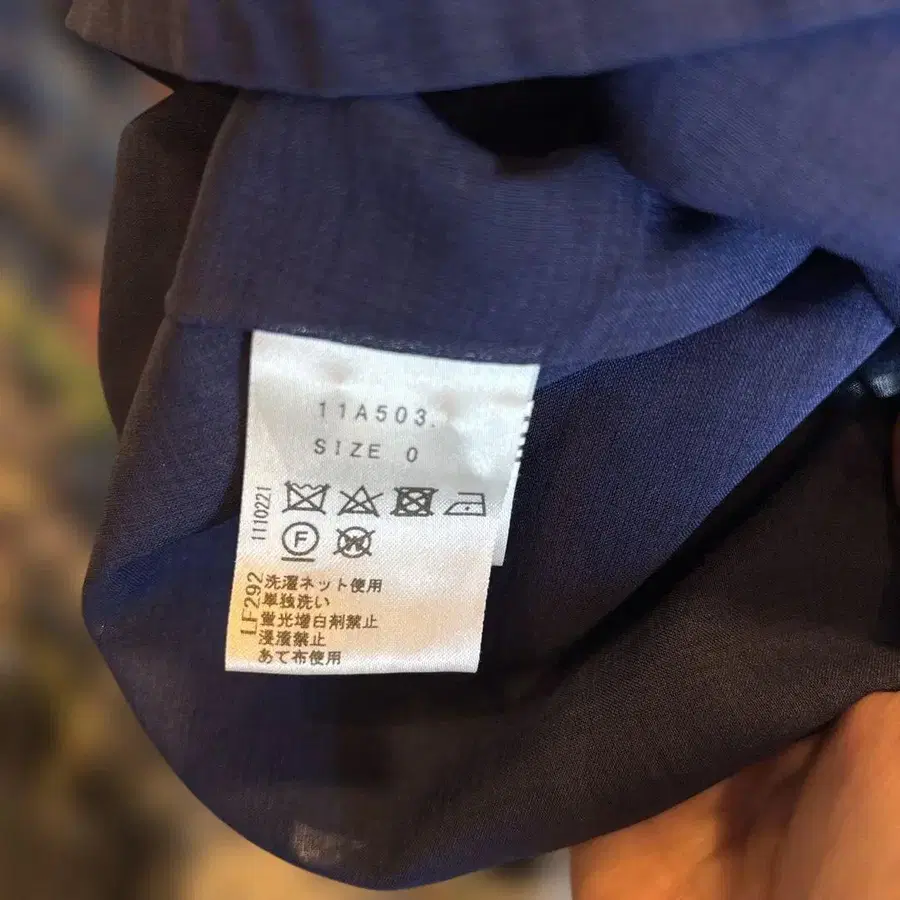 11A503.
SIZE 0
1110221
F
W
LF292
洗濯ネット使用
単独洗い
蛍光増白剤禁止
浸漬禁止
あて布使用